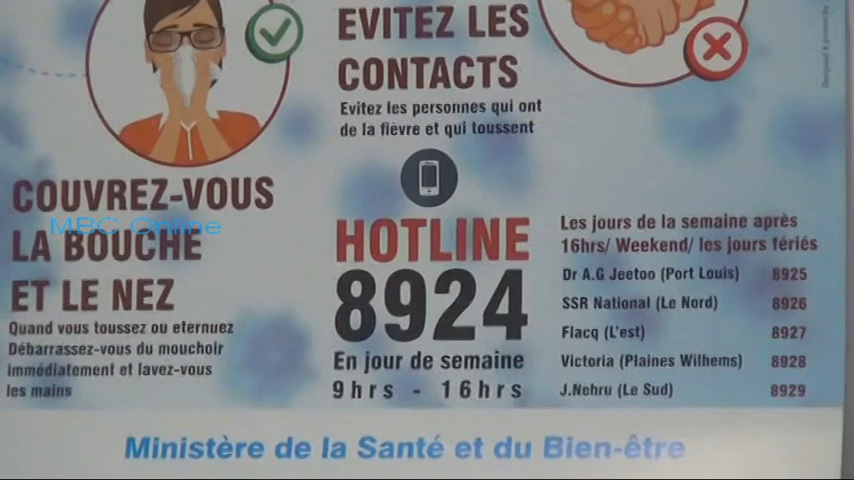 EVITEZ LES
CONTACTS
Evitez les personnes qui ont
de la fièvre et qui toussent
COUVREZ-VOUS
LA BOUCHE
ET LE NEZ
MBC Online
Quand vous toussez ou eternuez
Débarrassez-vous du mouchoir
immédiatement et lavez-vous
les mains
HOTLINE
8924
En jour de semaine
9hrs - 16hrs
Les jours de la semaine après
16hrs/ Weekend/ les jours fériés
Dr A.G Jeetoo (Port Louis) 8925
SSR National (Le Nord) 8926
Flacq (L'est) 8927
Victoria (Plaines Wilhems) 8928
J.Nehru (Le Sud) 8929
Ministère de la Santé et du Bien-être